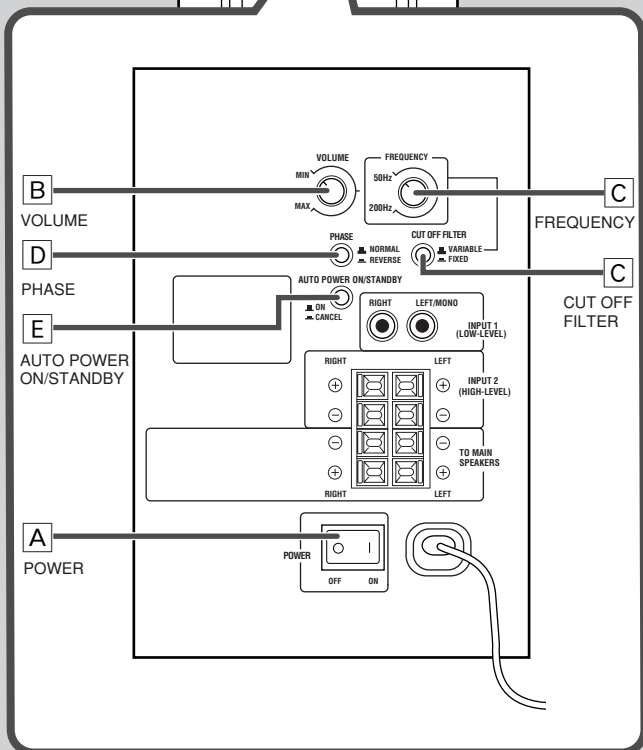 VOLUME
FREQUENCY
MIN
MAX
50Hz
200Hz
B
VOLUME
C
FREQUENCY
PHASE
NORMAL
REVERSE
CUT OFF FILTER
VARIABLE
FIXED
D
PHASE
C
CUT OFF
FILTER
AUTO POWER ON/STANDBY
ON
CANCEL
E
AUTO POWER
ON/STANDBY
RIGHT LEFT/MONO
INPUT 1
(LOW-LEVEL)
RIGHT LEFT
+ +
INPUT 2
(HIGH-LEVEL)
− −
− −
TO MAIN
SPEAKERS
+ +
RIGHT LEFT
A
POWER
POWER
OFF ON